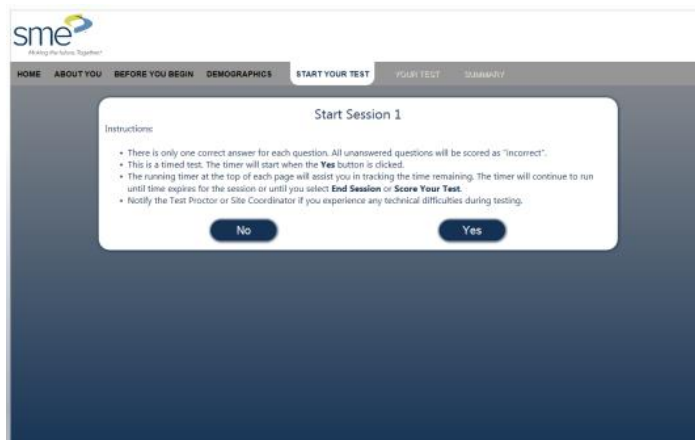 sme
Making the future. Together.
HOME ABOUT YOU BEFORE YOU BEGIN DEMOGRAPHICS START YOUR TEST YOUR TEST SUMMARY
Start Session 1
Instructions:
• There is only one correct answer for each question. All unanswered questions will be scored as "incorrect".
• This is a timed test. The timer will start when the Yes button is clicked.
• The running timer at the top of each page will assist you in tracking the time remaining. The timer will continue to run
until time expires for the session or until you select End Session or Score Your Test.
• Notify the Test Proctor or Site Coordinator if you experience any technical difficulties during testing.
No Yes